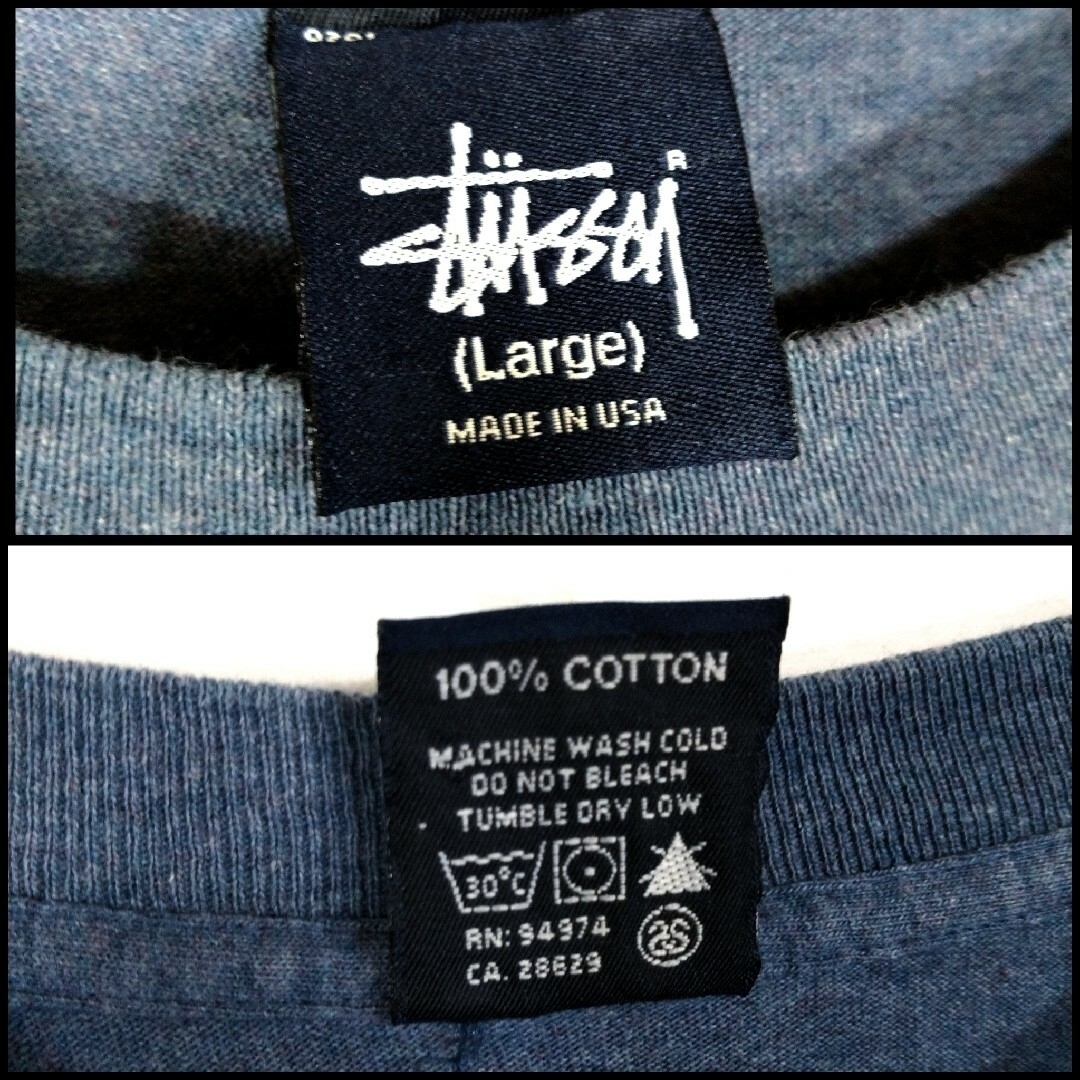 Stüssy
R
(Large)
MADE IN USA
100% COTTON
MACHINE WASH COLD
DO NOT BLEACH
TUMBLE DRY LOW
30°C
RN: 94974
CA. 28629